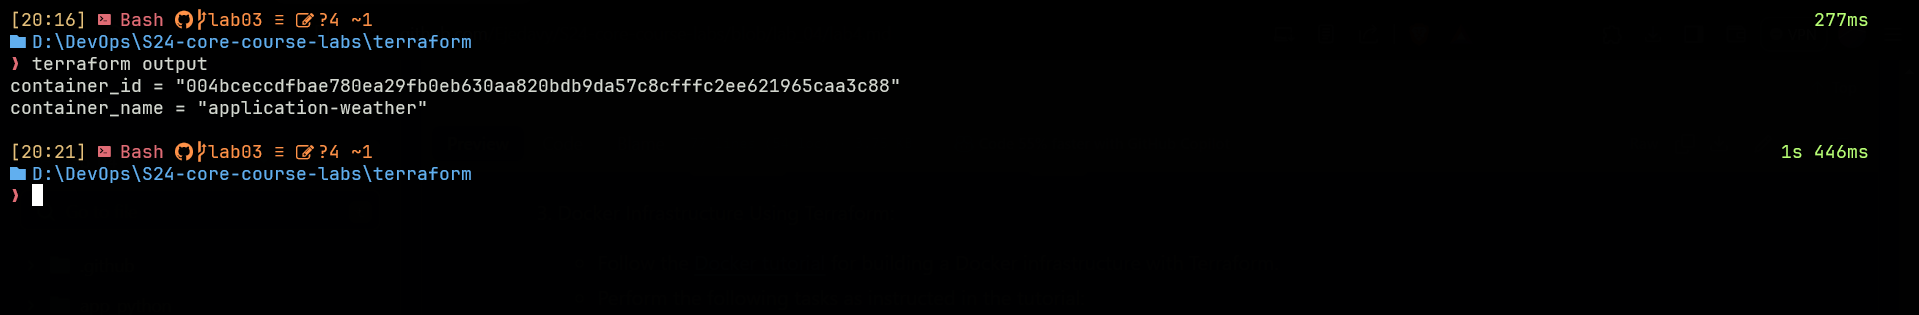 [20:16] Bash lab03 ≡ ?4 ~1 277ms
D:\DevOps\S24-core-course-labs\terraform
❯ terraform output
container_id = "004bceccdfbae780ea29fb0eb630aa820bdb9da57c8cfffc2ee621965caa3c88"
container_name = "application-weather"
[20:21] Bash lab03 ≡ ?4 ~1 1s 446ms
D:\DevOps\S24-core-course-labs\terraform
❯